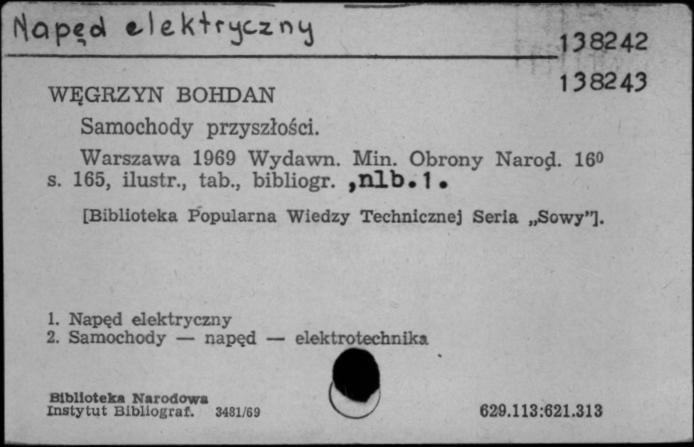 Napęd elektryczny
138242
138243
WĘGRZYN BOHDAN
Samochody przyszłości.
Warszawa 1969 Wydawn. Min. Obrony Narod. 16⁰
s. 165, ilustr., tab., bibliogr. ,nlb.1.
[Biblioteka Popularna Wiedzy Technicznej Seria „Sowy”].
1. Napęd elektryczny
2. Samochody — napęd — elektrotechnika
Biblioteka Narodowa
Instytut Bibliograf. 3481/69
629.113:621.313